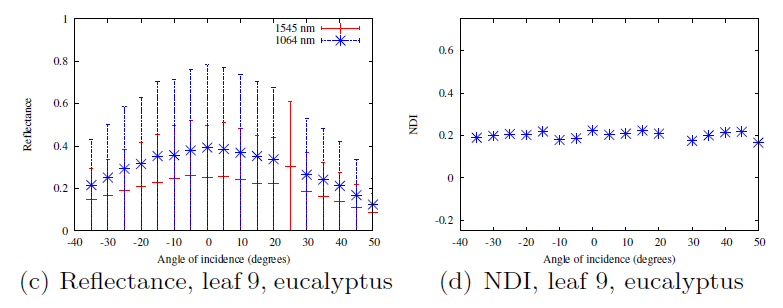 1
0.8
0.6
0.4
0.2
0
Reflectance
-40 -30 -20 -10 0 10 20 30 40 50
Angle of incidence (degrees)
1545 nm
1064 nm
(c) Reflectance, leaf 9, eucalyptus
0.6
0.4
0.2
0
-0.2
NDI
-40 -30 -20 -10 0 10 20 30 40 50
Angle of incidence (degrees)
(d) NDI, leaf 9, eucalyptus